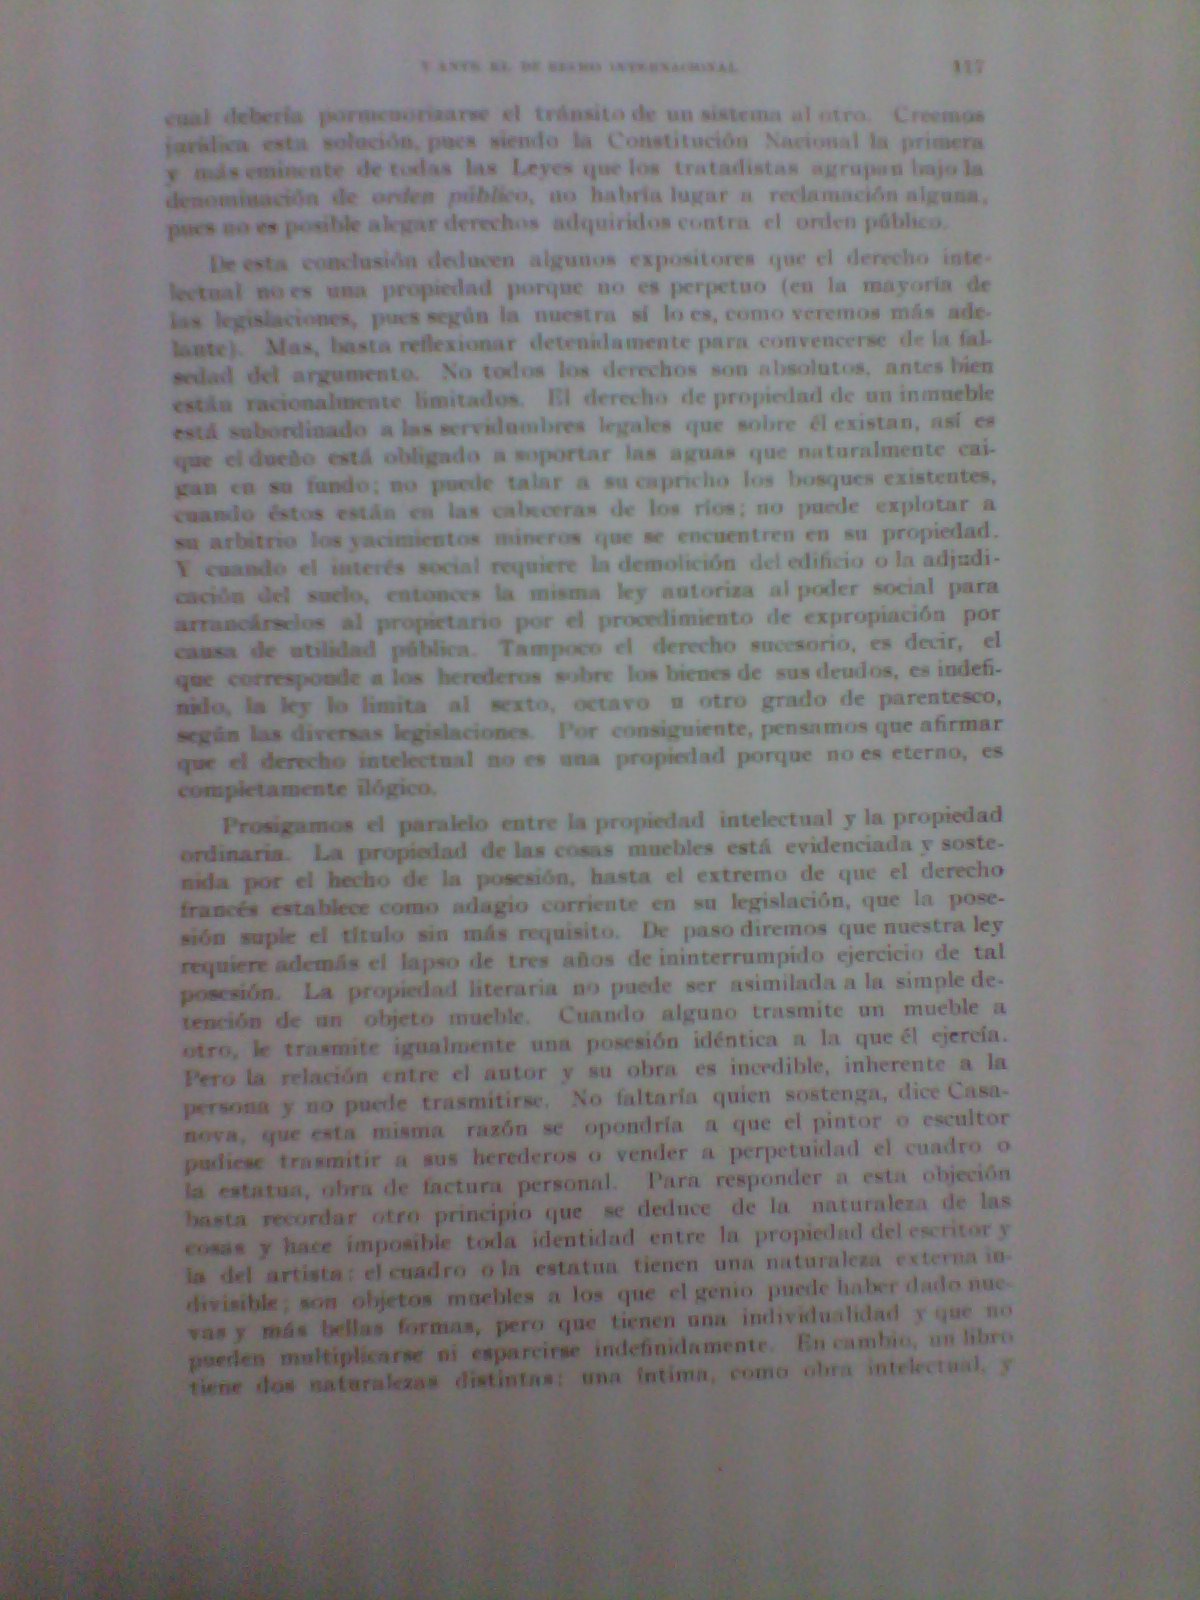 Y ANTE EL DERECHO INTERNACIONAL 117
cual debería pormenorizarse el tránsito de un sistema al otro. Creemos
jurídica esta solución, pues siendo la Constitución Nacional la primera
y más eminente de todas las Leyes que los tratadistas agrupan bajo la
denominación de orden público, no habría lugar a reclamación alguna,
pues no es posible alegar derechos adquiridos contra el orden público.
De esta conclusión deducen algunos expositores que el derecho inte-
lectual no es una propiedad porque no es perpetuo (en la mayoría de
las legislaciones, pues según la nuestra sí lo es, como veremos más ade-
lante). Mas, basta reflexionar detenidamente para convencerse de la fal-
sedad del argumento. No todos los derechos son absolutos, antes bien
están racionalmente limitados. El derecho de propiedad de un inmueble
está subordinado a las servidumbres legales que sobre él existan, así es
que el dueño está obligado a soportar las aguas que naturalmente cai-
gan en su fundo; no puede talar a su capricho los bosques existentes,
cuando éstos están en las cabeceras de los ríos; no puede explotar a
su arbitrio los yacimientos mineros que se encuentren en su propiedad.
Y cuando el interés social requiere la demolición del edificio o la adjudi-
cación del suelo, entonces la misma ley autoriza al poder social para
arrancárselos al propietario por el procedimiento de expropiación por
causa de utilidad pública. Tampoco el derecho sucesorio, es decir, el
que corresponde a los herederos sobre los bienes de sus deudos, es indefi-
nido, la ley lo limita al sexto, octavo u otro grado de parentesco,
según las diversas legislaciones. Por consiguiente, pensamos que afirmar
que el derecho intelectual no es una propiedad porque no es eterno, es
completamente ilógico.
Prosigamos el paralelo entre la propiedad intelectual y la propiedad
ordinaria. La propiedad de las cosas muebles está evidenciada y soste-
nida por el hecho de la posesión, hasta el extremo de que el derecho
francés establece como adagio corriente en su legislación, que la pose-
sión suple el título sin más requisito. De paso diremos que nuestra ley
requiere además el lapso de tres años de ininterrumpido ejercicio de tal
posesión. La propiedad literaria no puede ser asimilada a la simple de-
tención de un objeto mueble. Cuando alguno trasmite un mueble a
otro, le trasmite igualmente una posesión idéntica a la que él ejercía.
Pero la relación entre el autor y su obra es incedible, inherente a la
persona y no puede trasmitirse. No faltaría quien sostenga, dice Casa-
nova, que esta misma razón se opondría a que el pintor o escultor
pudiese trasmitir a sus herederos o vender a perpetuidad el cuadro o
la estatua, obra de factura personal. Para responder a esta objeción
basta recordar otro principio que se deduce de la naturaleza de las
cosas y hace imposible toda identidad entre la propiedad del escritor y
la del artista: el cuadro o la estatua tienen una naturaleza externa in-
divisible; son objetos muebles a los que el genio puede haber dado nue-
vas y más bellas formas, pero que tienen una individualidad y que no
pueden multiplicarse ni esparcirse indefinidamente. En cambio, un libro
tiene dos naturalezas distintas: una íntima, como obra intelectual, y